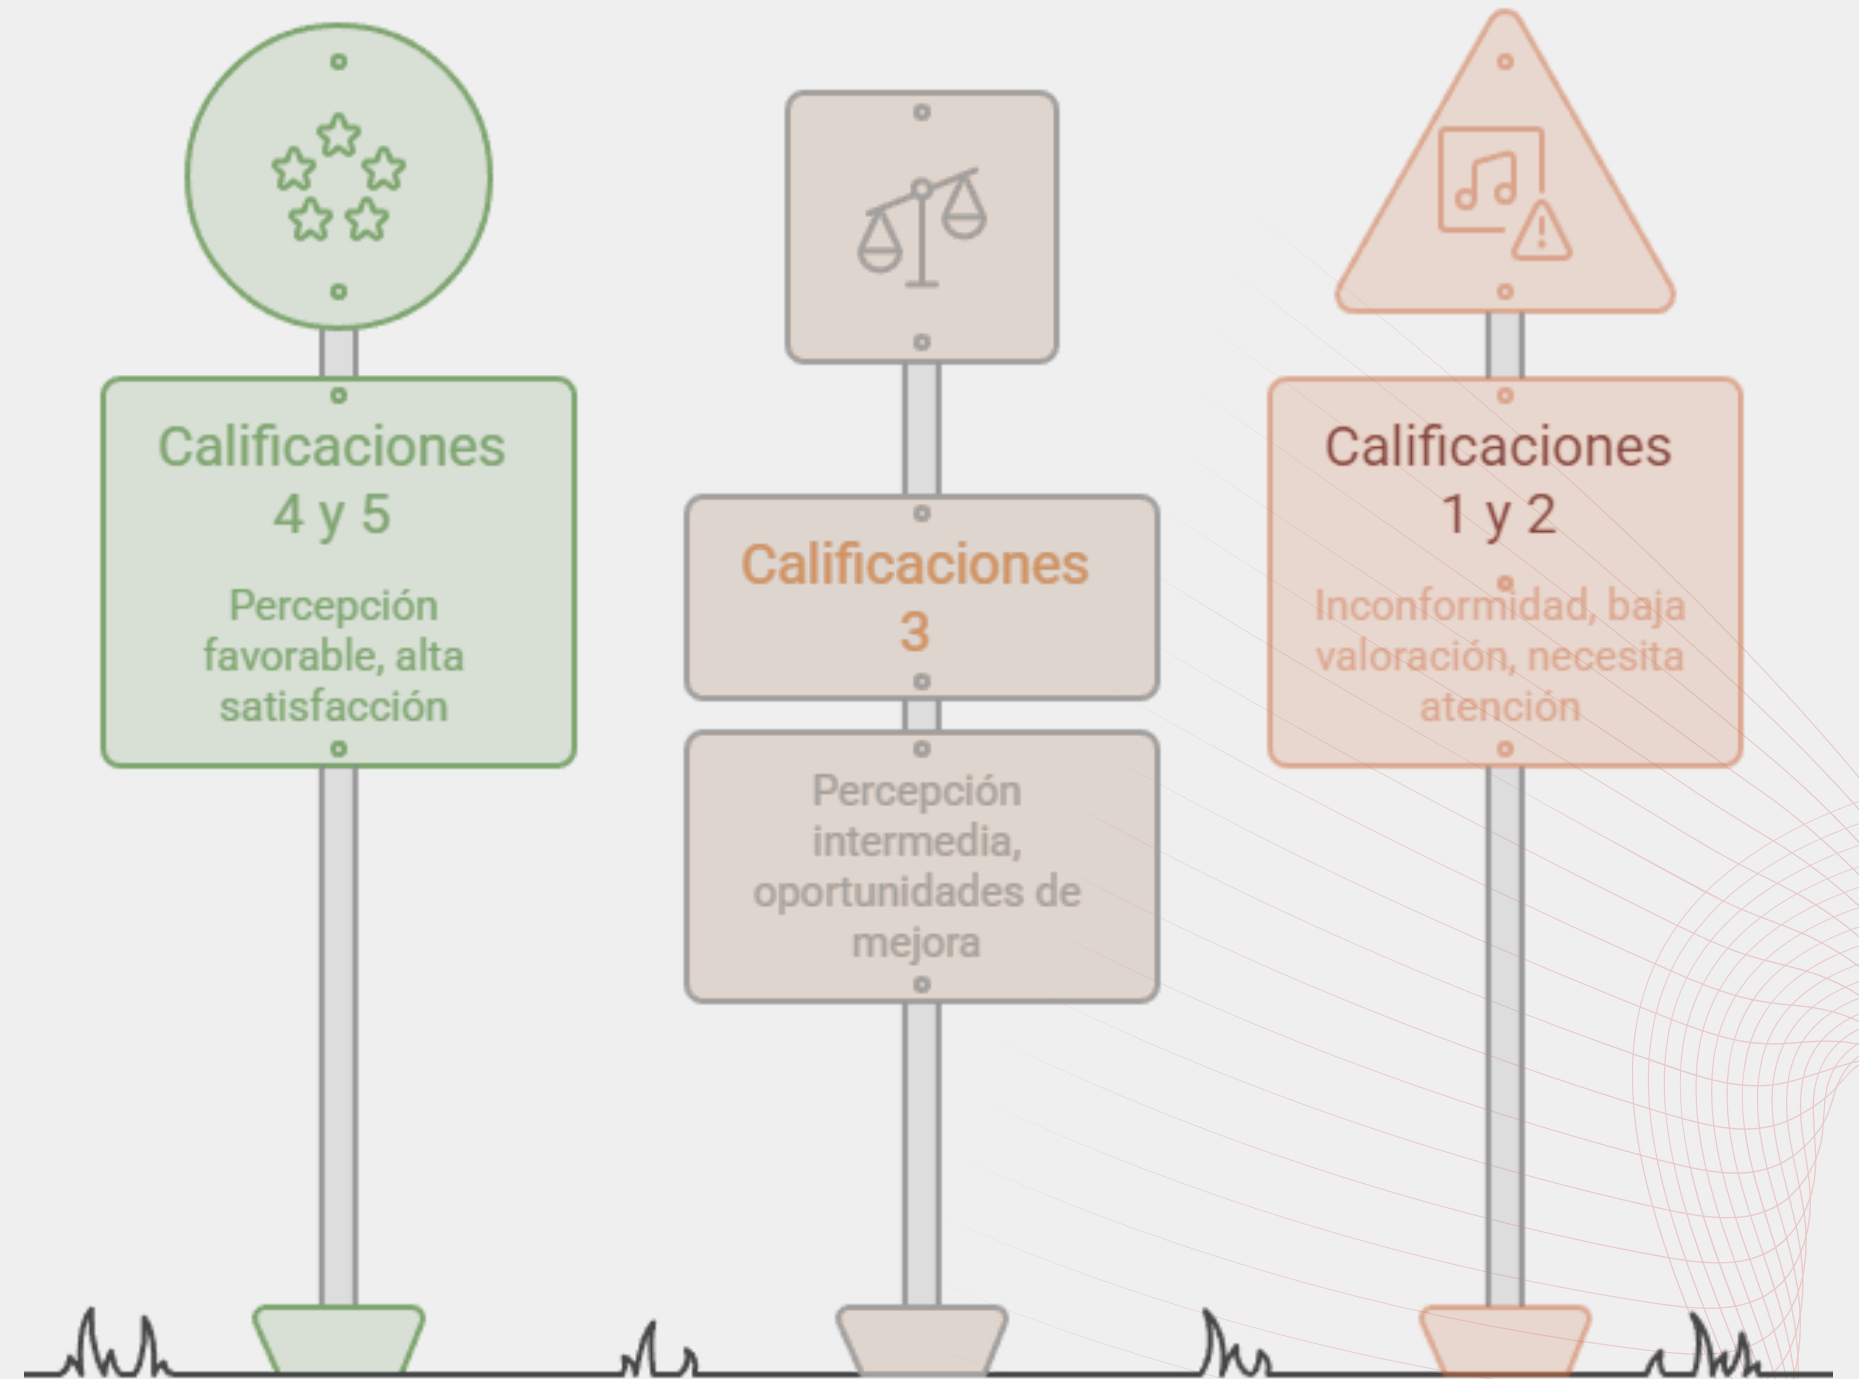 Calificaciones
4 y 5
Percepción
favorable, alta
satisfacción
Calificaciones
3
Percepción
intermedia,
oportunidades de
mejora
Calificaciones
1 y 2
Inconformidad, baja
valoración, necesita
atención